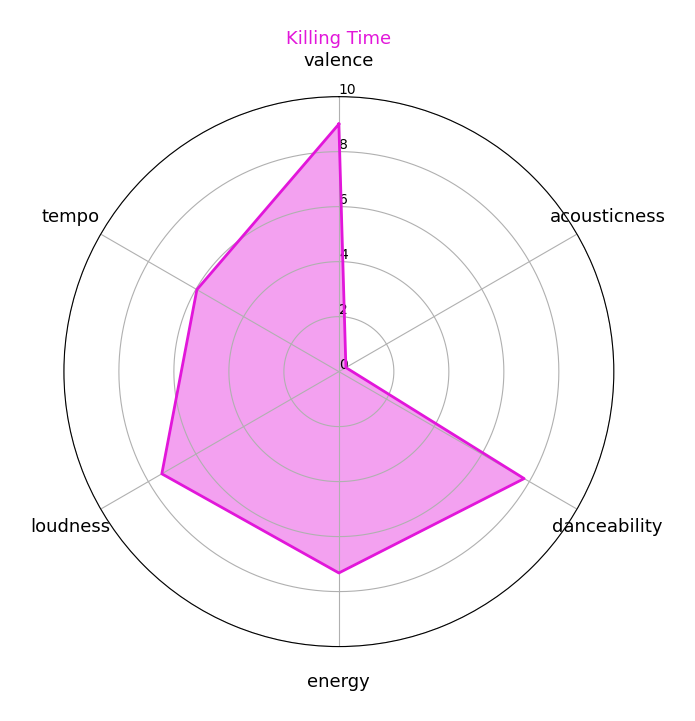 Killing Time
valence
10
8
tempo
6
acousticness
4
2
0
loudness
danceability
energy